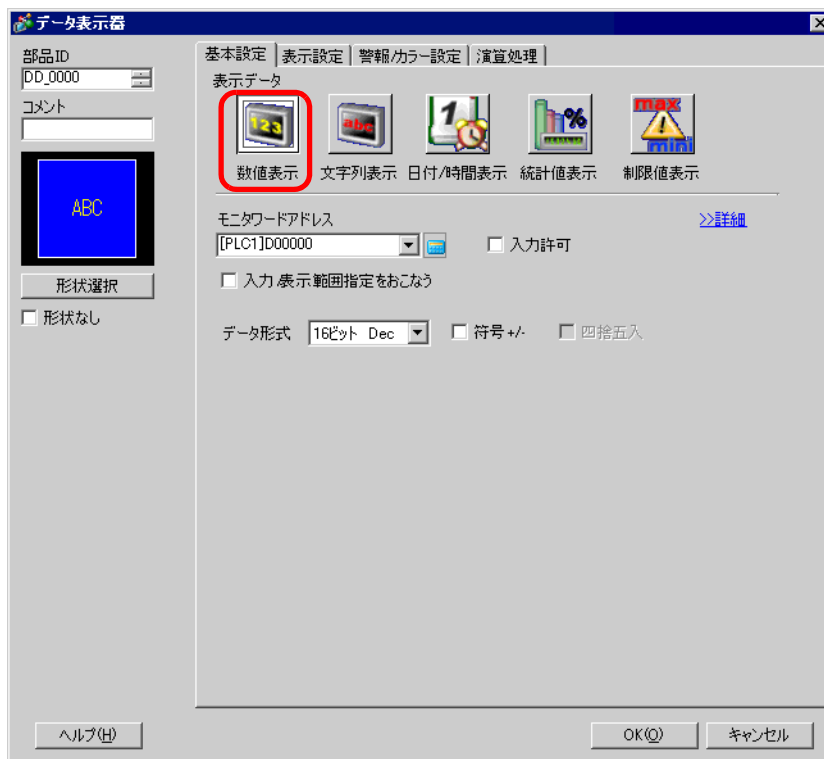 データ表示器
部品ID
DD_0000
コメント
ABC
形状選択
形状なし
基本設定 表示設定 警報/カラー設定 演算処理
表示データ
123 abc 1 % max mini
数値表示 文字列表示 日付/時間表示 統計値表示 制限値表示
モニタワードアドレス >>詳細
[PLC1]D00000 入力許可
入力/表示範囲指定をおこなう
データ形式 16ビット Dec 符号+/- 四捨五入
ヘルプ(H) OK(O) キャンセル